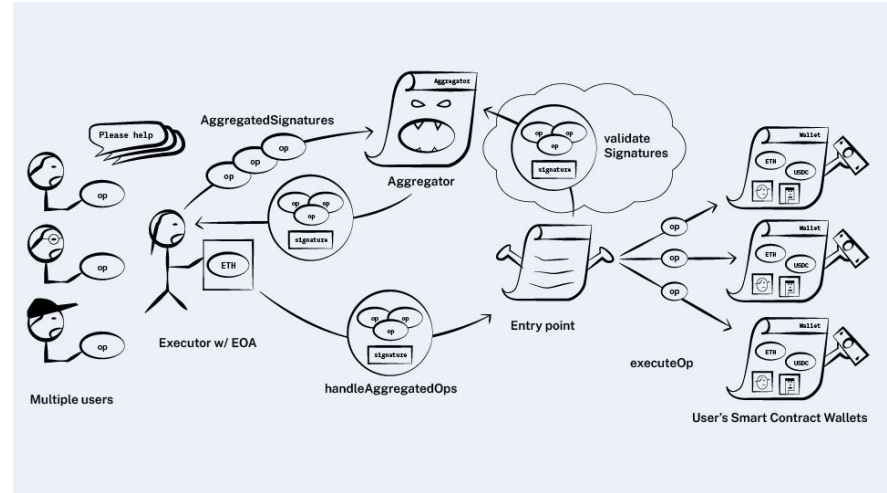 Please help
op
op
op
Multiple users
AggregatedSignatures
op
op
op
Executor w/ EOA
ETH
op
op
op
signature
Aggregator
Aggregator
op
op
op
signature
handleAggregatedOps
op
op
op
signature
validate
Signatures
Entry point
op
op
op
executeOp
Wallet
ETH
USDC
Wallet
ETH
USDC
Wallet
ETH
USDC
User's Smart Contract Wallets